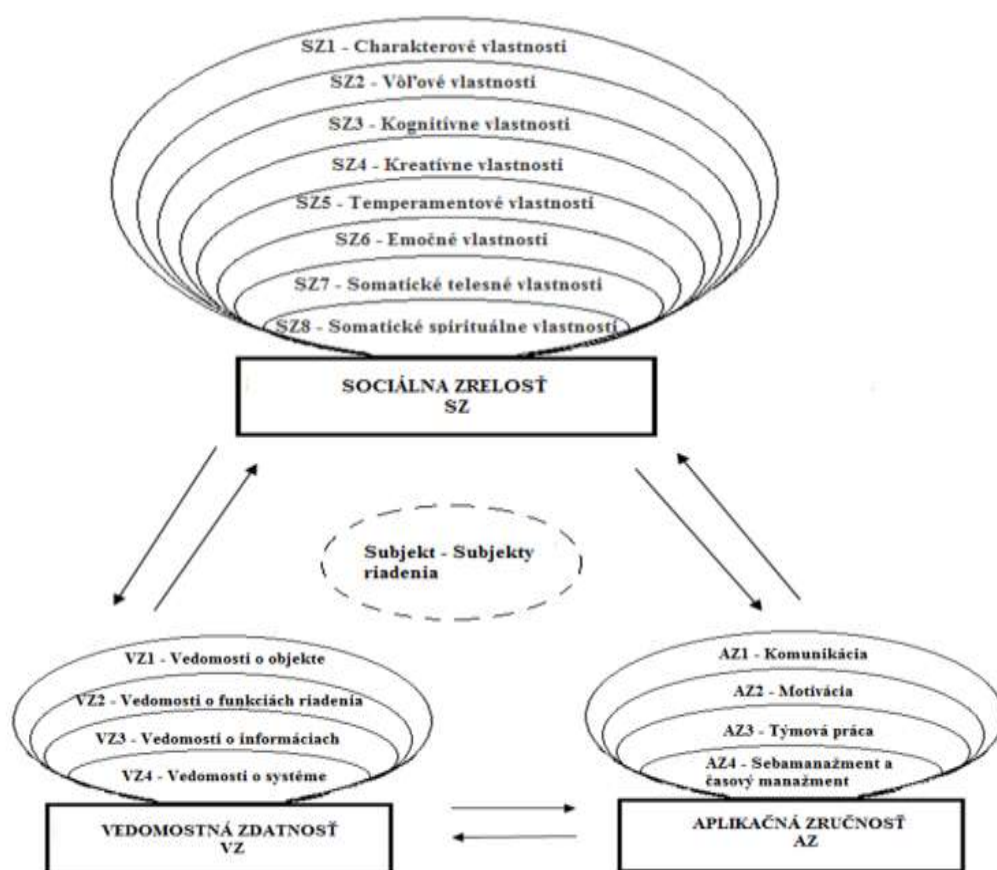 SZ1 - Charakterové vlastnosti
SZ2 - Vôľové vlastnosti
SZ3 - Kognitívne vlastnosti
SZ4 - Kreatívne vlastnosti
SZ5 - Temperamentové vlastnosti
SZ6 - Emočné vlastnosti
SZ7 - Somatické telesné vlastnosti
SZ8 - Somatické spirituálne vlastnosti
SOCIÁLNA ZRELOSŤ
SZ
Subjekt - Subjekty
riadenia
VZ1 - Vedomosti o objekte
VZ2 - Vedomosti o funkciách riadenia
VZ3 - Vedomosti o informáciach
VZ4 - Vedomosti o systéme
VEDOMOSTNÁ ZDATNOSŤ
VZ
AZ1 - Komunikácia
AZ2 - Motivácia
AZ3 - Týmová práca
AZ4 - Sebamanažment a
časový manažment
APLIKAČNÁ ZRUČNOSŤ
AZ